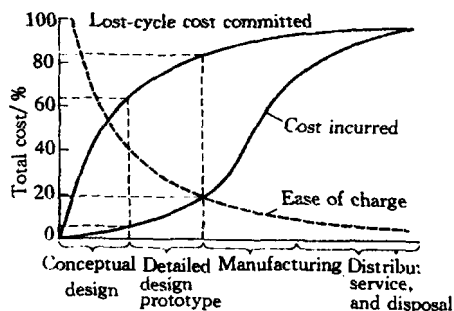 Total cost/%
100
80
60
40
20
0
Lost-cycle cost committed
Cost incurred
Ease of charge
Conceptual
design
Detailed
design
prototype
Manufacturing
Distribu:
service,
and disposal